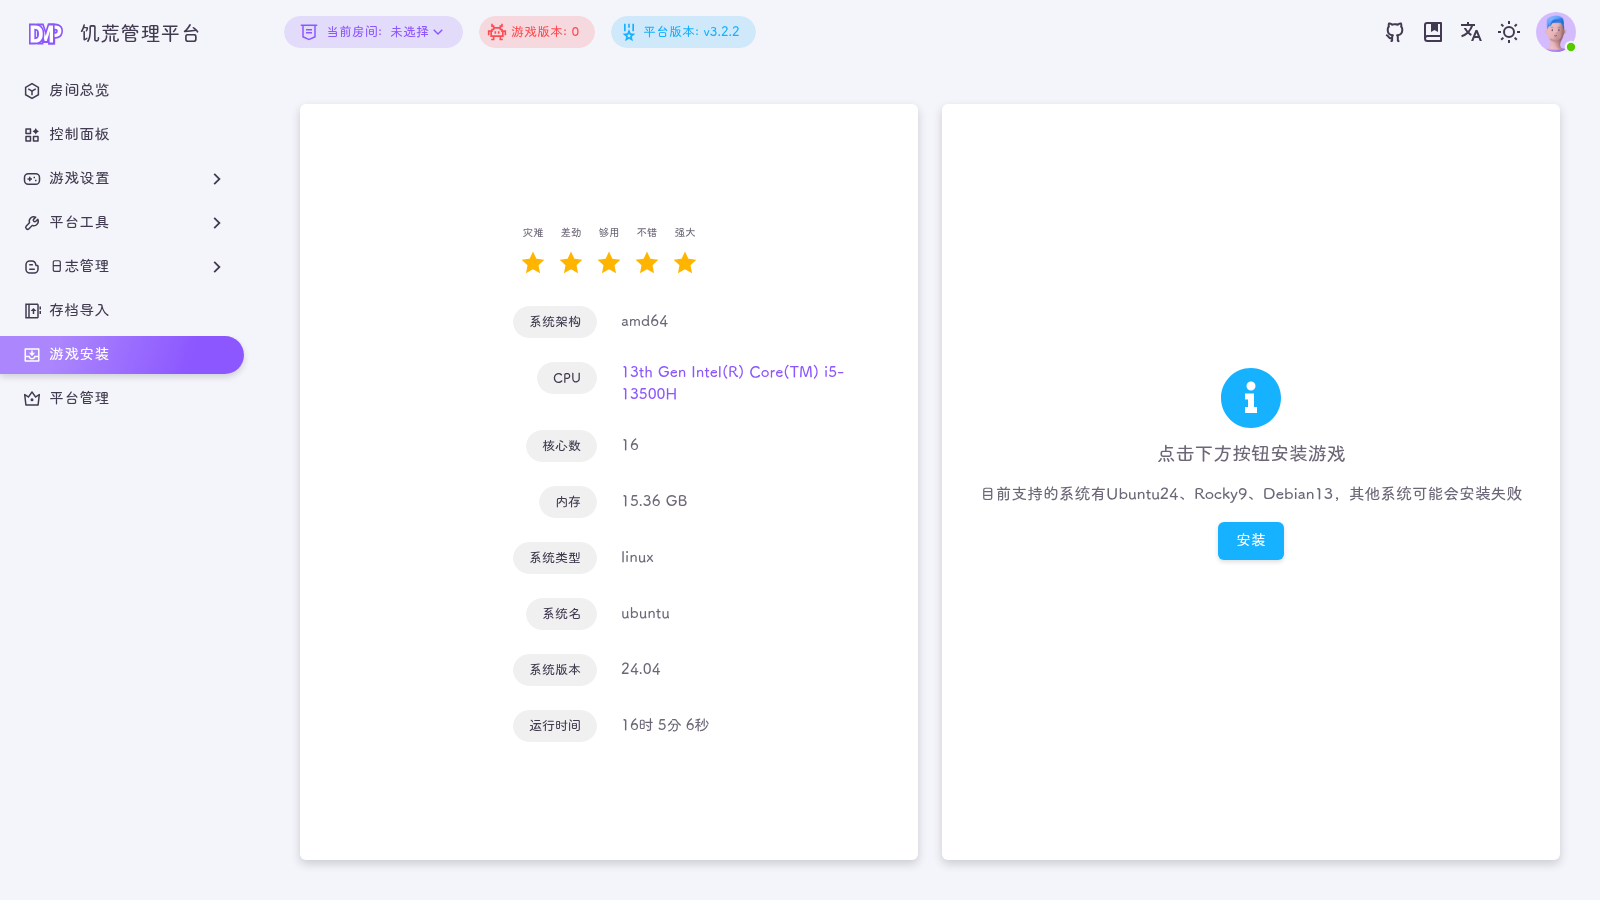 DMP 饥荒管理平台
当前房间: 未选择
游戏版本: 0
平台版本: v3.2.2
房间总览
控制面板
游戏设置
平台工具
日志管理
存档导入
游戏安装
平台管理
灾难 差劲 够用 不错 强大
系统架构 amd64
CPU 13th Gen Intel(R) Core(TM) i5-
13500H
核心数 16
内存 15.36 GB
系统类型 linux
系统名 ubuntu
系统版本 24.04
运行时间 16时 5分 6秒
点击下方按钮安装游戏
目前支持的系统有Ubuntu24、Rocky9、Debian13，其他系统可能会安装失败
安装